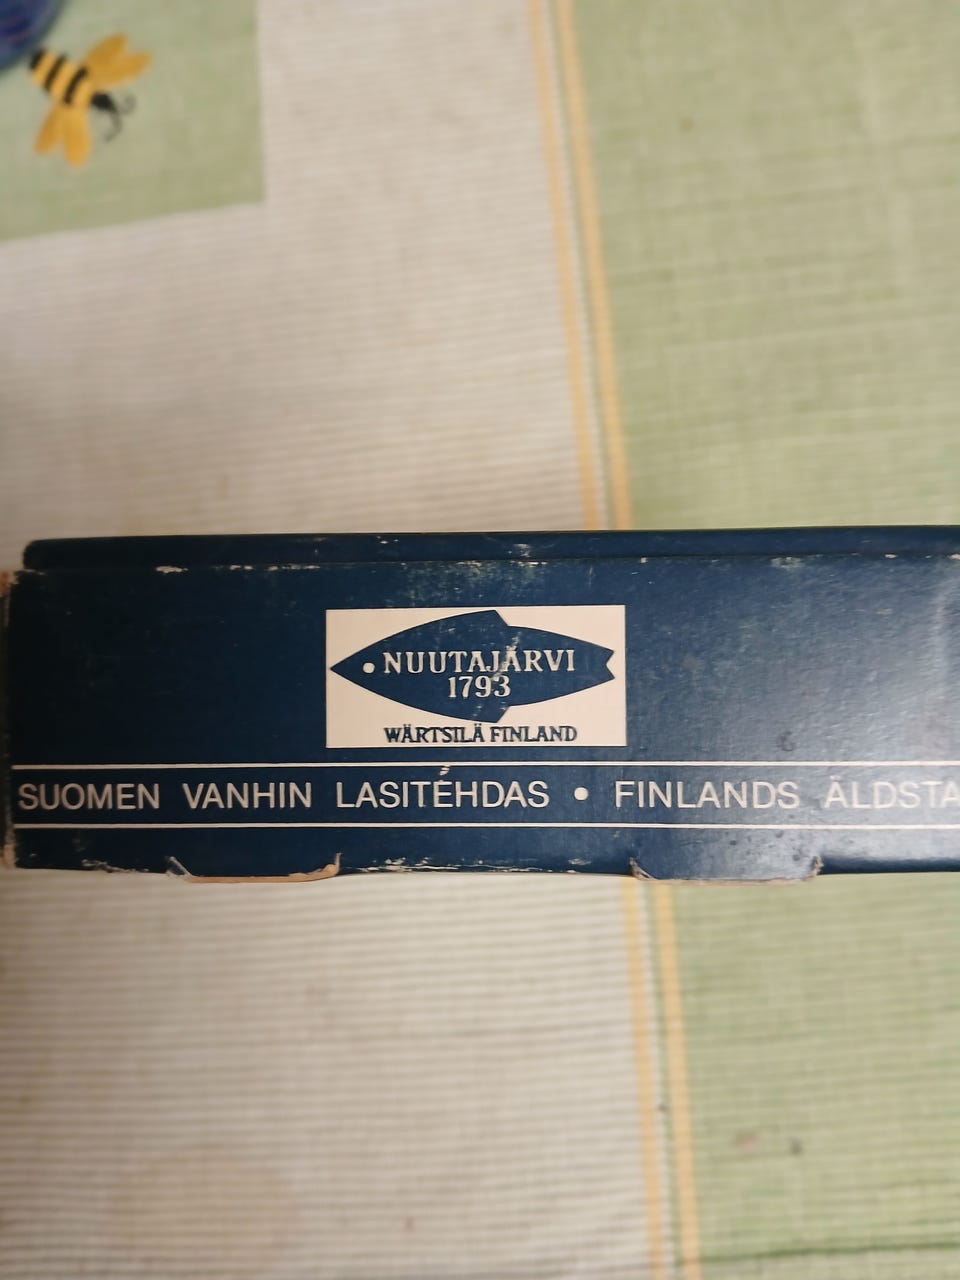 NUUTAJÄRVI
1793
WÄRTSILÄ FINLAND
SUOMEN VANHIN LASITEHDAS • FINLANDS ÄLDSTA